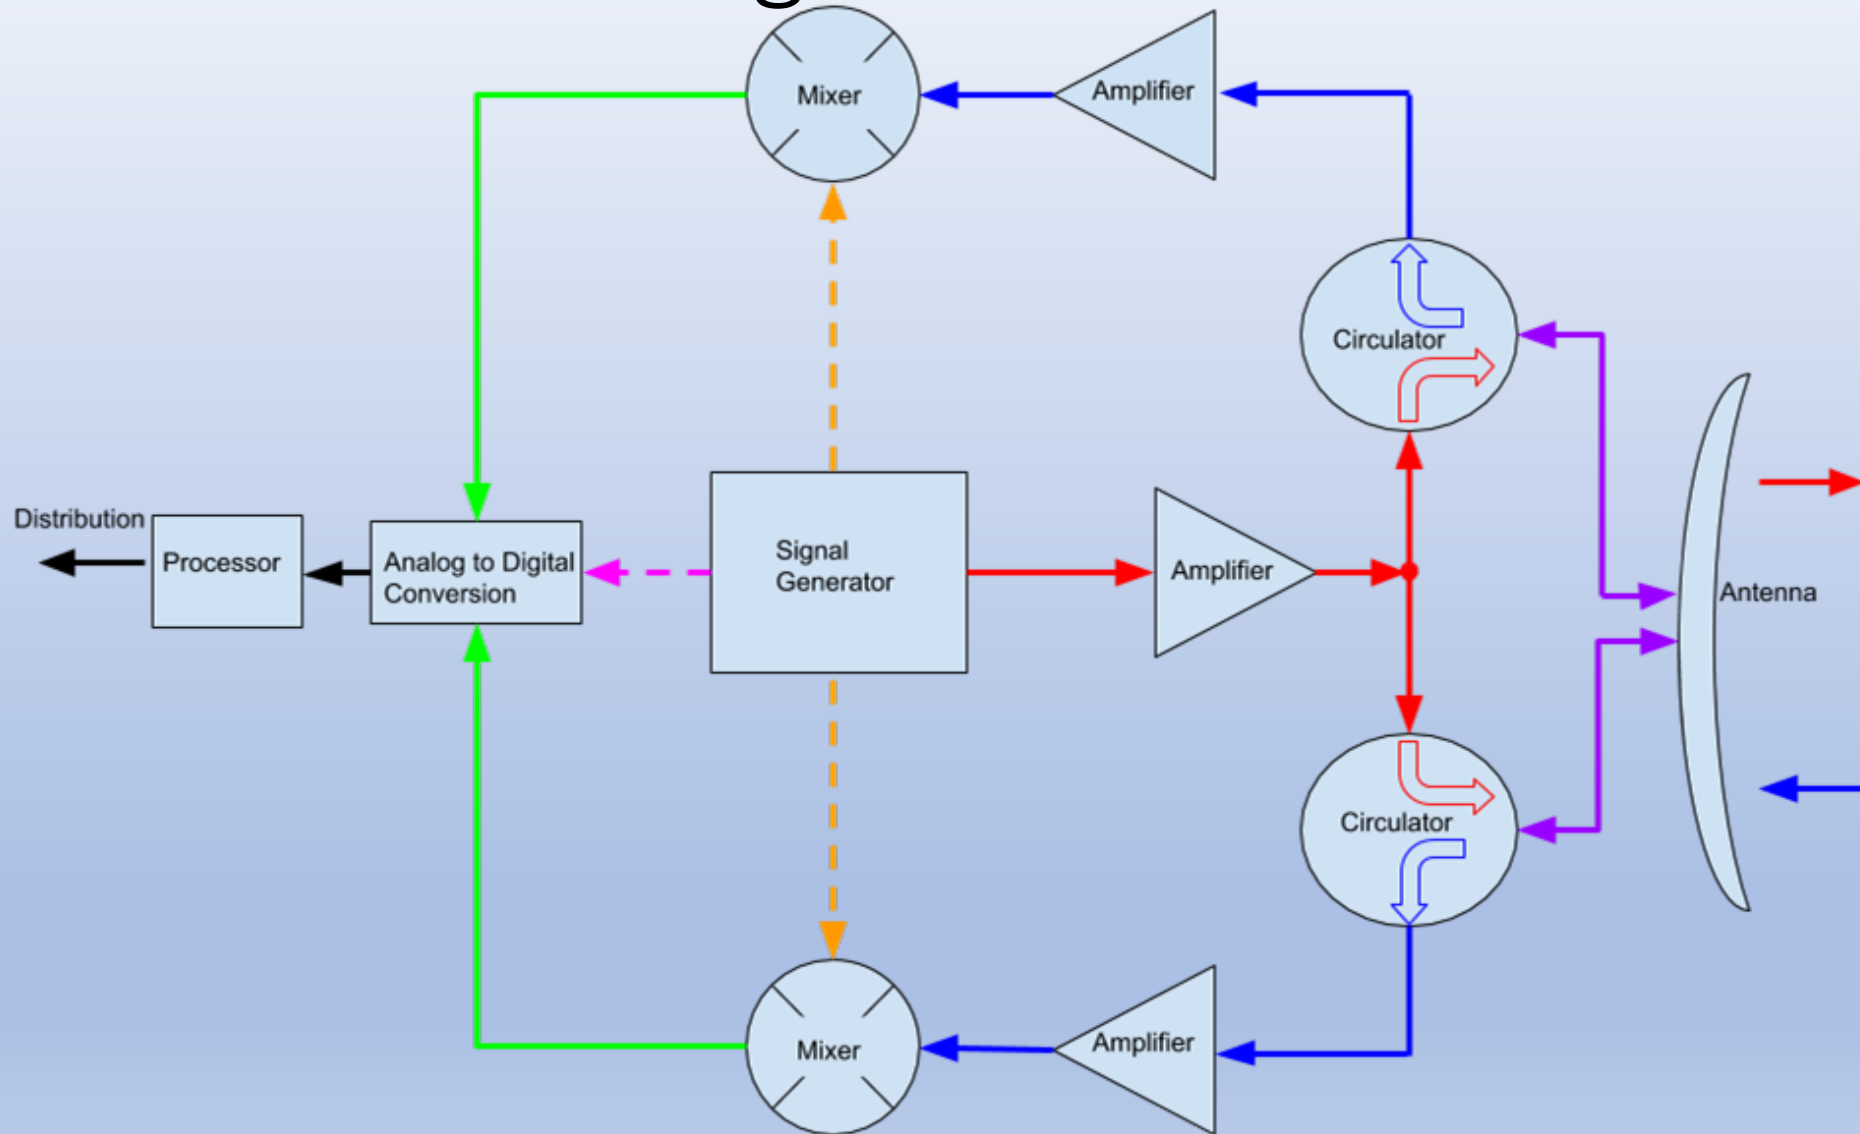 Mixer
Amplifier
Circulator
Distribution
Processor
Analog to Digital
Conversion
Signal
Generator
Amplifier
Antenna
Circulator
Mixer
Amplifier